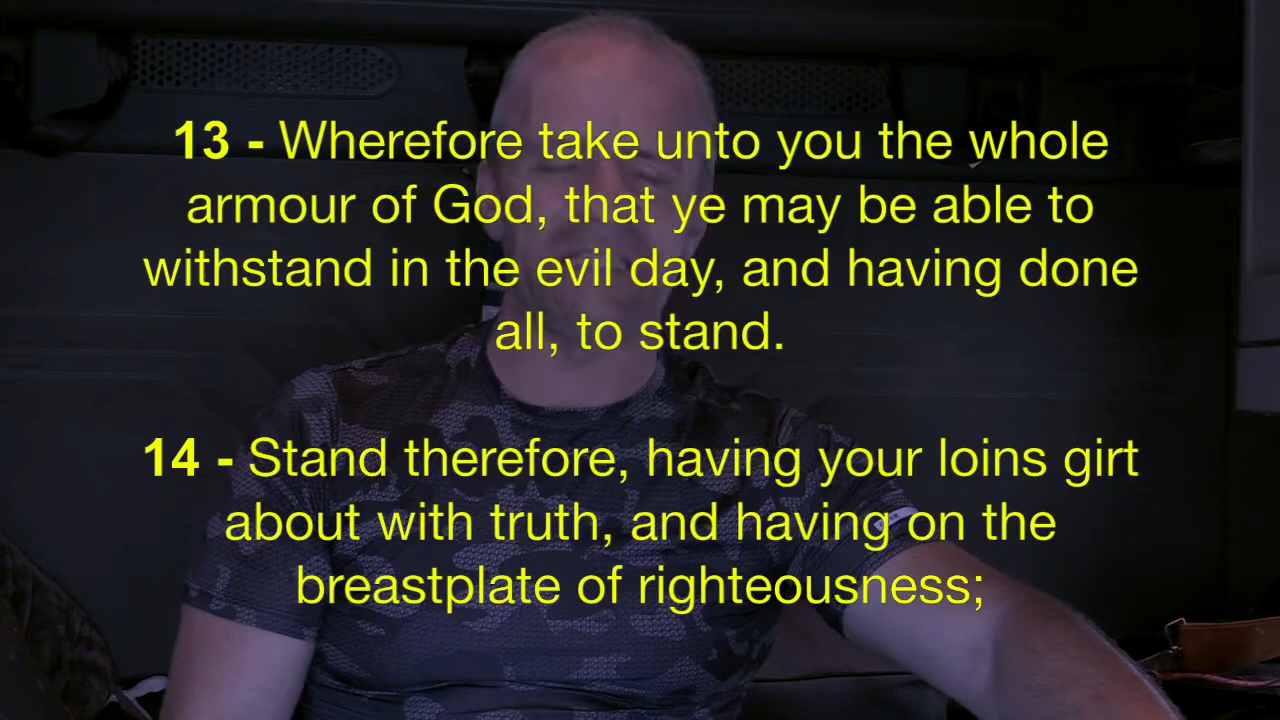 13 - Wherefore take unto you the whole
armour of God, that ye may be able to
withstand in the evil day, and having done
all, to stand.
14 - Stand therefore, having your loins girt
about with truth, and having on the
breastplate of righteousness;